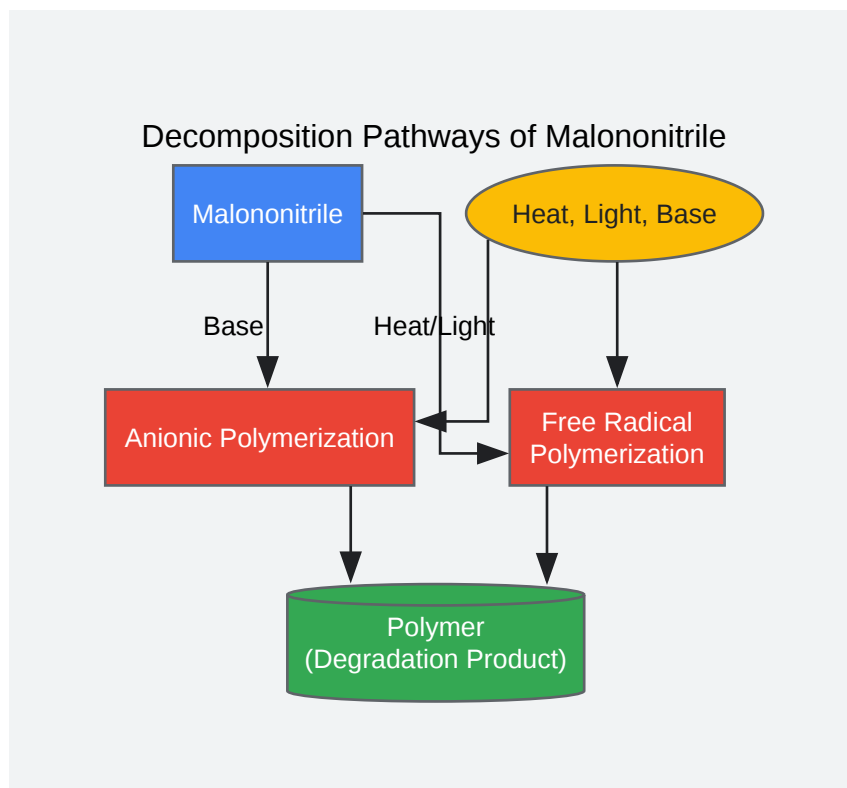 Decomposition Pathways of Malononitrile
Malononitrile
Heat, Light, Base
Base
Heat/Light
Anionic Polymerization
Free Radical
Polymerization
Polymer
(Degradation Product)